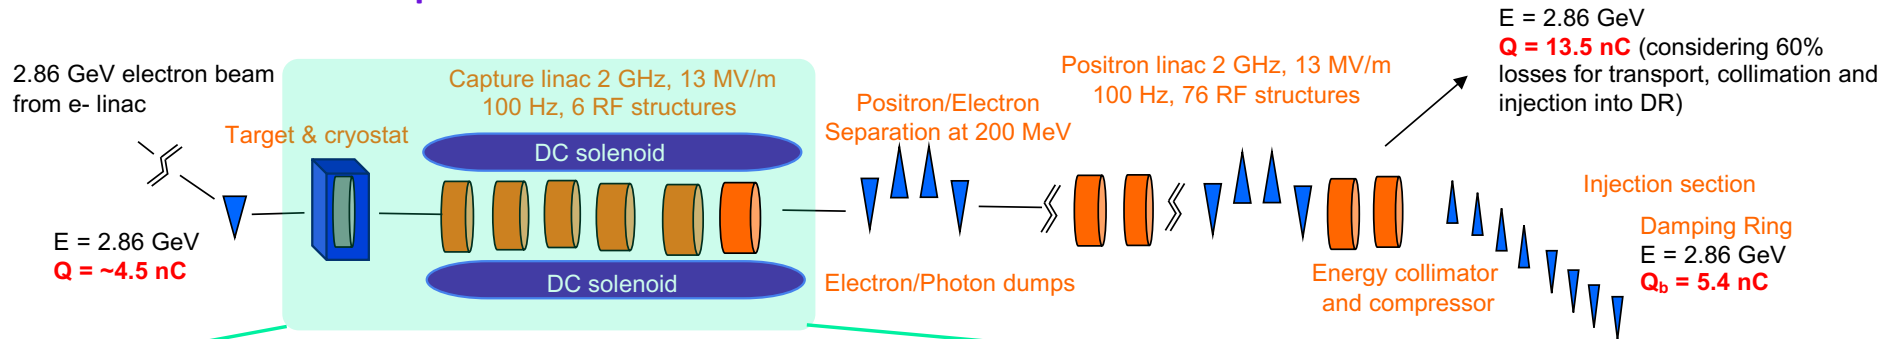 2.86 GeV electron beam
from e- linac
E = 2.86 GeV
Q = ~4.5 nC
Target & cryostat
Capture linac 2 GHz, 13 MV/m
100 Hz, 6 RF structures
DC solenoid
DC solenoid
Positron/Electron
Separation at 200 MeV
Electron/Photon dumps
Positron linac 2 GHz, 13 MV/m
100 Hz, 76 RF structures
Energy collimator
and compressor
E = 2.86 GeV
Q = 13.5 nC (considering 60%
losses for transport, collimation and
injection into DR)
Injection section
Damping Ring
E = 2.86 GeV
Qb = 5.4 nC